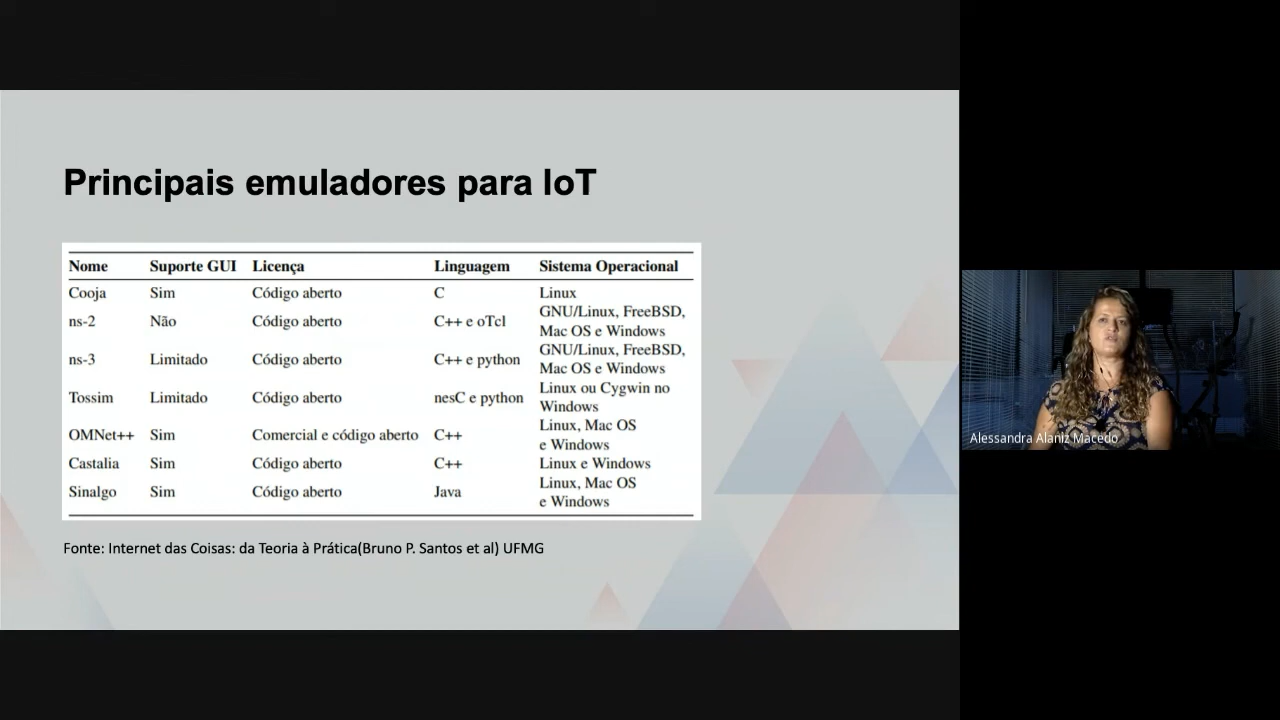 Principais emuladores para IoT
Nome Suporte GUI Licença Linguagem Sistema Operacional
Cooja Sim Código aberto C Linux
ns-2 Não Código aberto C++ e oTcl GNU/Linux, FreeBSD,
Mac OS e Windows
ns-3 Limitado Código aberto C++ e python GNU/Linux, FreeBSD,
Mac OS e Windows
Tossim Limitado Código aberto nesC e python Linux ou Cygwin no
Windows
OMNet++ Sim Comercial e código aberto C++ Linux, Mac OS
e Windows
Castalia Sim Código aberto C++ Linux e Windows
Sinalgo Sim Código aberto Java Linux, Mac OS
e Windows
Fonte: Internet das Coisas: da Teoria à Prática(Bruno P. Santos et al) UFMG
Alessandra Alaniz Macedo